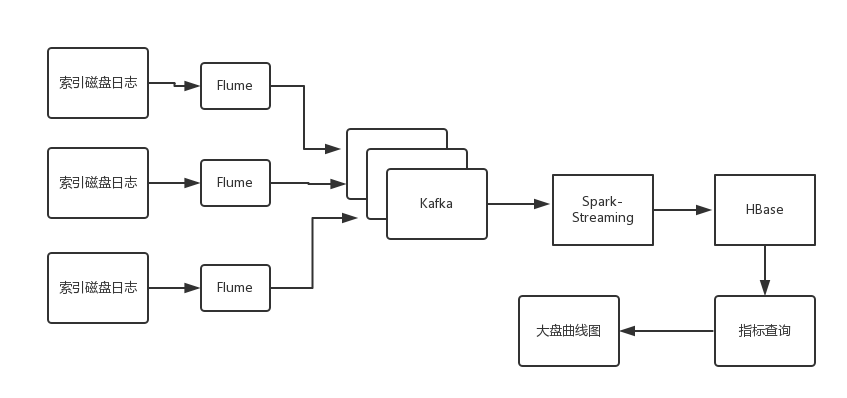 索引磁盘日志
Flume
索引磁盘日志
Flume
Kafka
Spark-
Streaming
HBase
索引磁盘日志
Flume
大盘曲线图
指标查询